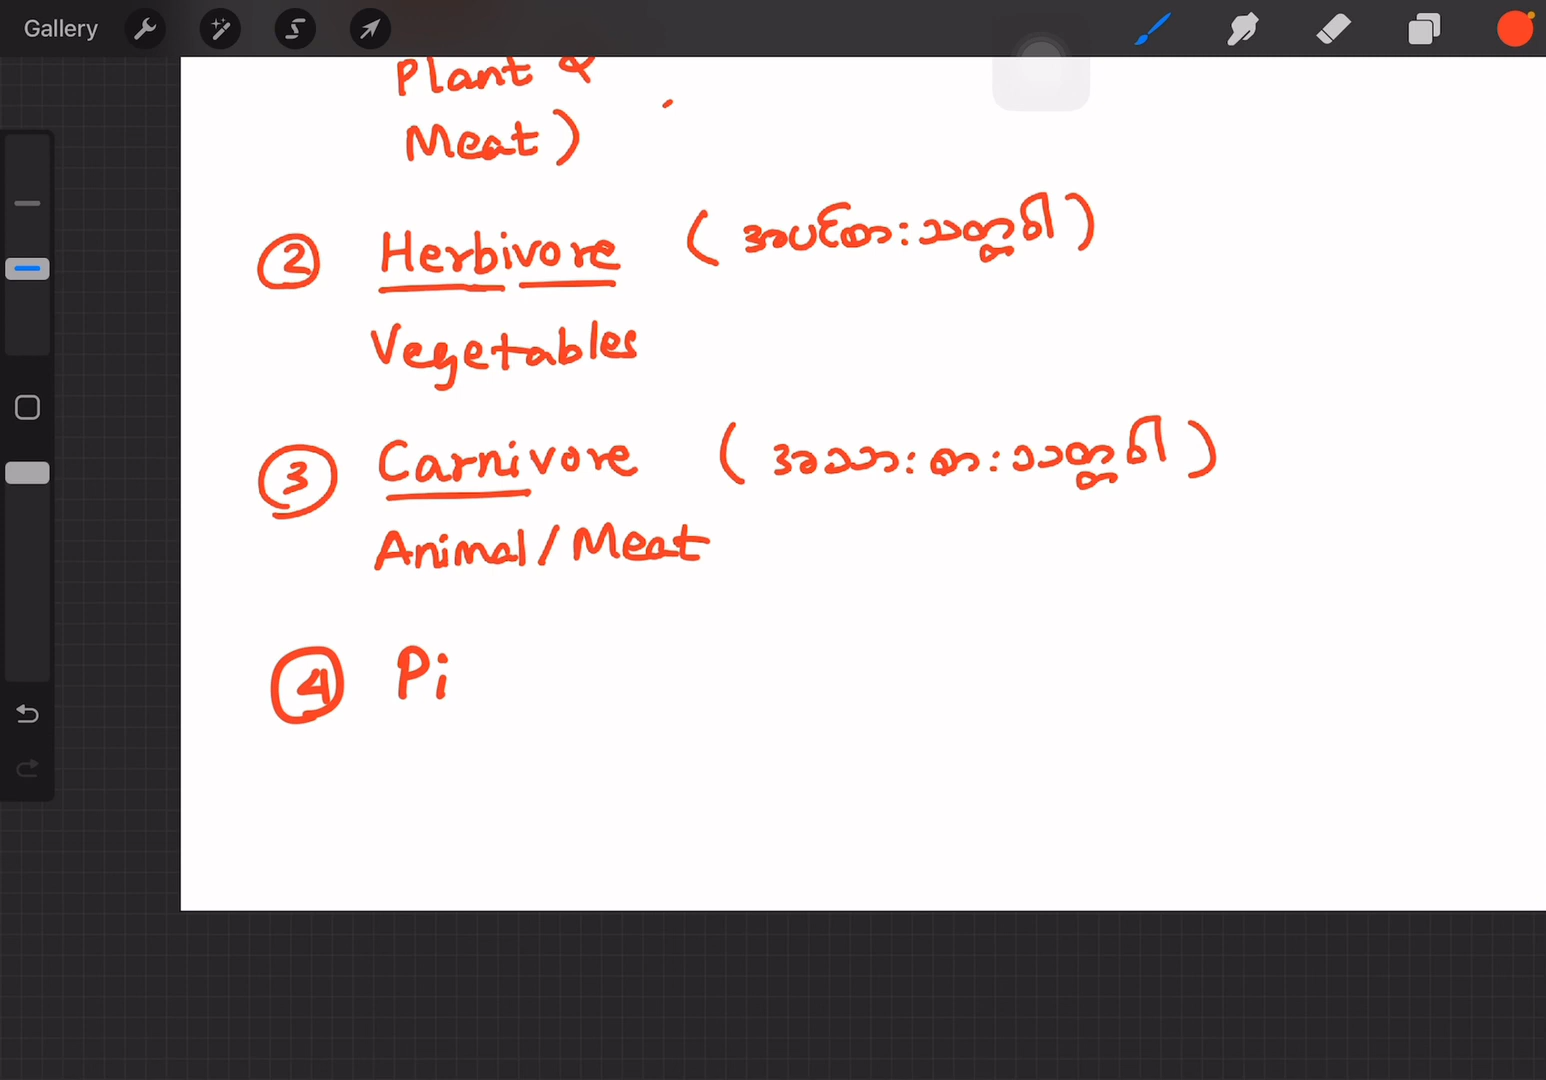 Gallery
Plant &
Meat)
② Herbivore (အပင်စားသတ္တဝါ)
Vegetables
③ Carnivore (အသားစားသတ္တဝါ)
Animal/Meat
④ Pi